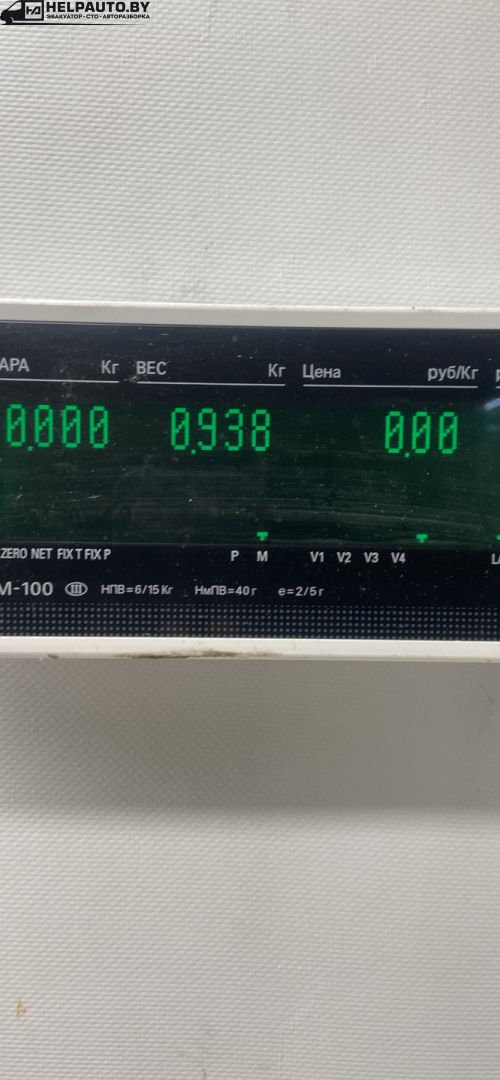 HELPAUTO.BY
ЭВАКУАТОР • СТО • АВТОРАЗБОРКА
АРА Кг ВЕС Кг Цена руб/Кг
0.000 0.938 0.00
ZERO NET FIX T FIX P P M V1 V2 V3 V4
М-100 III НПВ=6/15 Кг НмПВ=40 г e=2/5 г